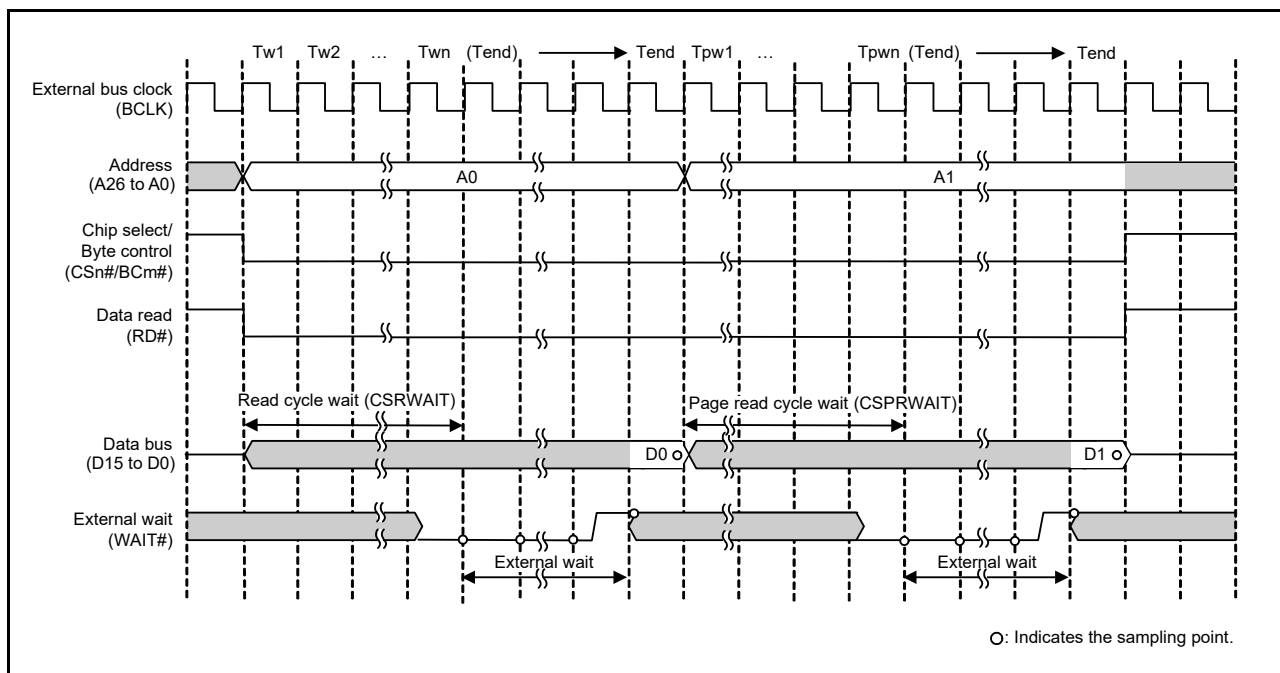 Tw1 Tw2 … Twn (Tend) Tend Tpw1 … Tpwn (Tend) Tend
External bus clock
(BCLK)
Address
(A26 to A0)
A0 A1
Chip select/
Byte control
(CSn#/BCm#)
Data read
(RD#)
Read cycle wait (CSRWAIT) Page read cycle wait (CSPRWAIT)
Data bus
(D15 to D0)
D0 D1
External wait
(WAIT#)
External wait External wait
: Indicates the sampling point.